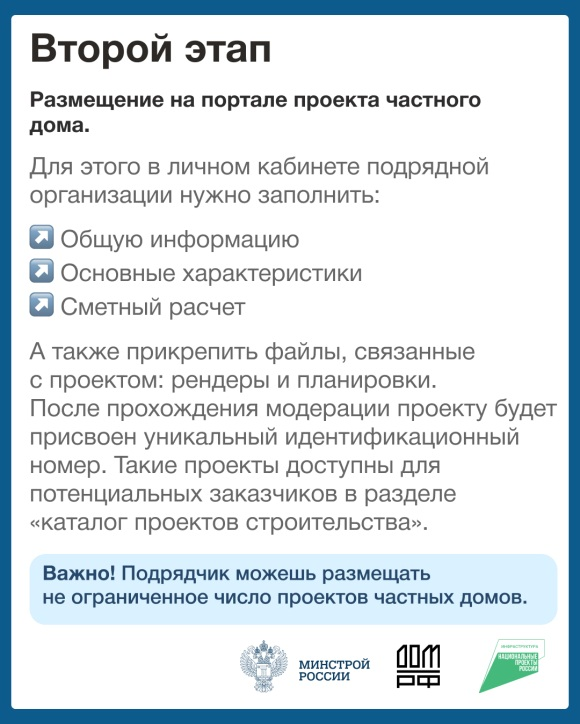 Второй этап
Размещение на портале проекта частного
дома.
Для этого в личном кабинете подрядной
организации нужно заполнить:
Общую информацию
Основные характеристики
Сметный расчет
А также прикрепить файлы, связанные
с проектом: рендеры и планировки.
После прохождения модерации проекту будет
присвоен уникальный идентификационный
номер. Такие проекты доступны для
потенциальных заказчиков в разделе
«каталог проектов строительства».
Важно! Подрядчик можешь размещать
не ограниченное число проектов частных домов.
МИНСТРОЙ
РОССИИ
ДОМ
РФ
ИНФРАСТРУКТУРА
НАЦИОНАЛЬНЫЕ
ПРОЕКТЫ
РОССИИ